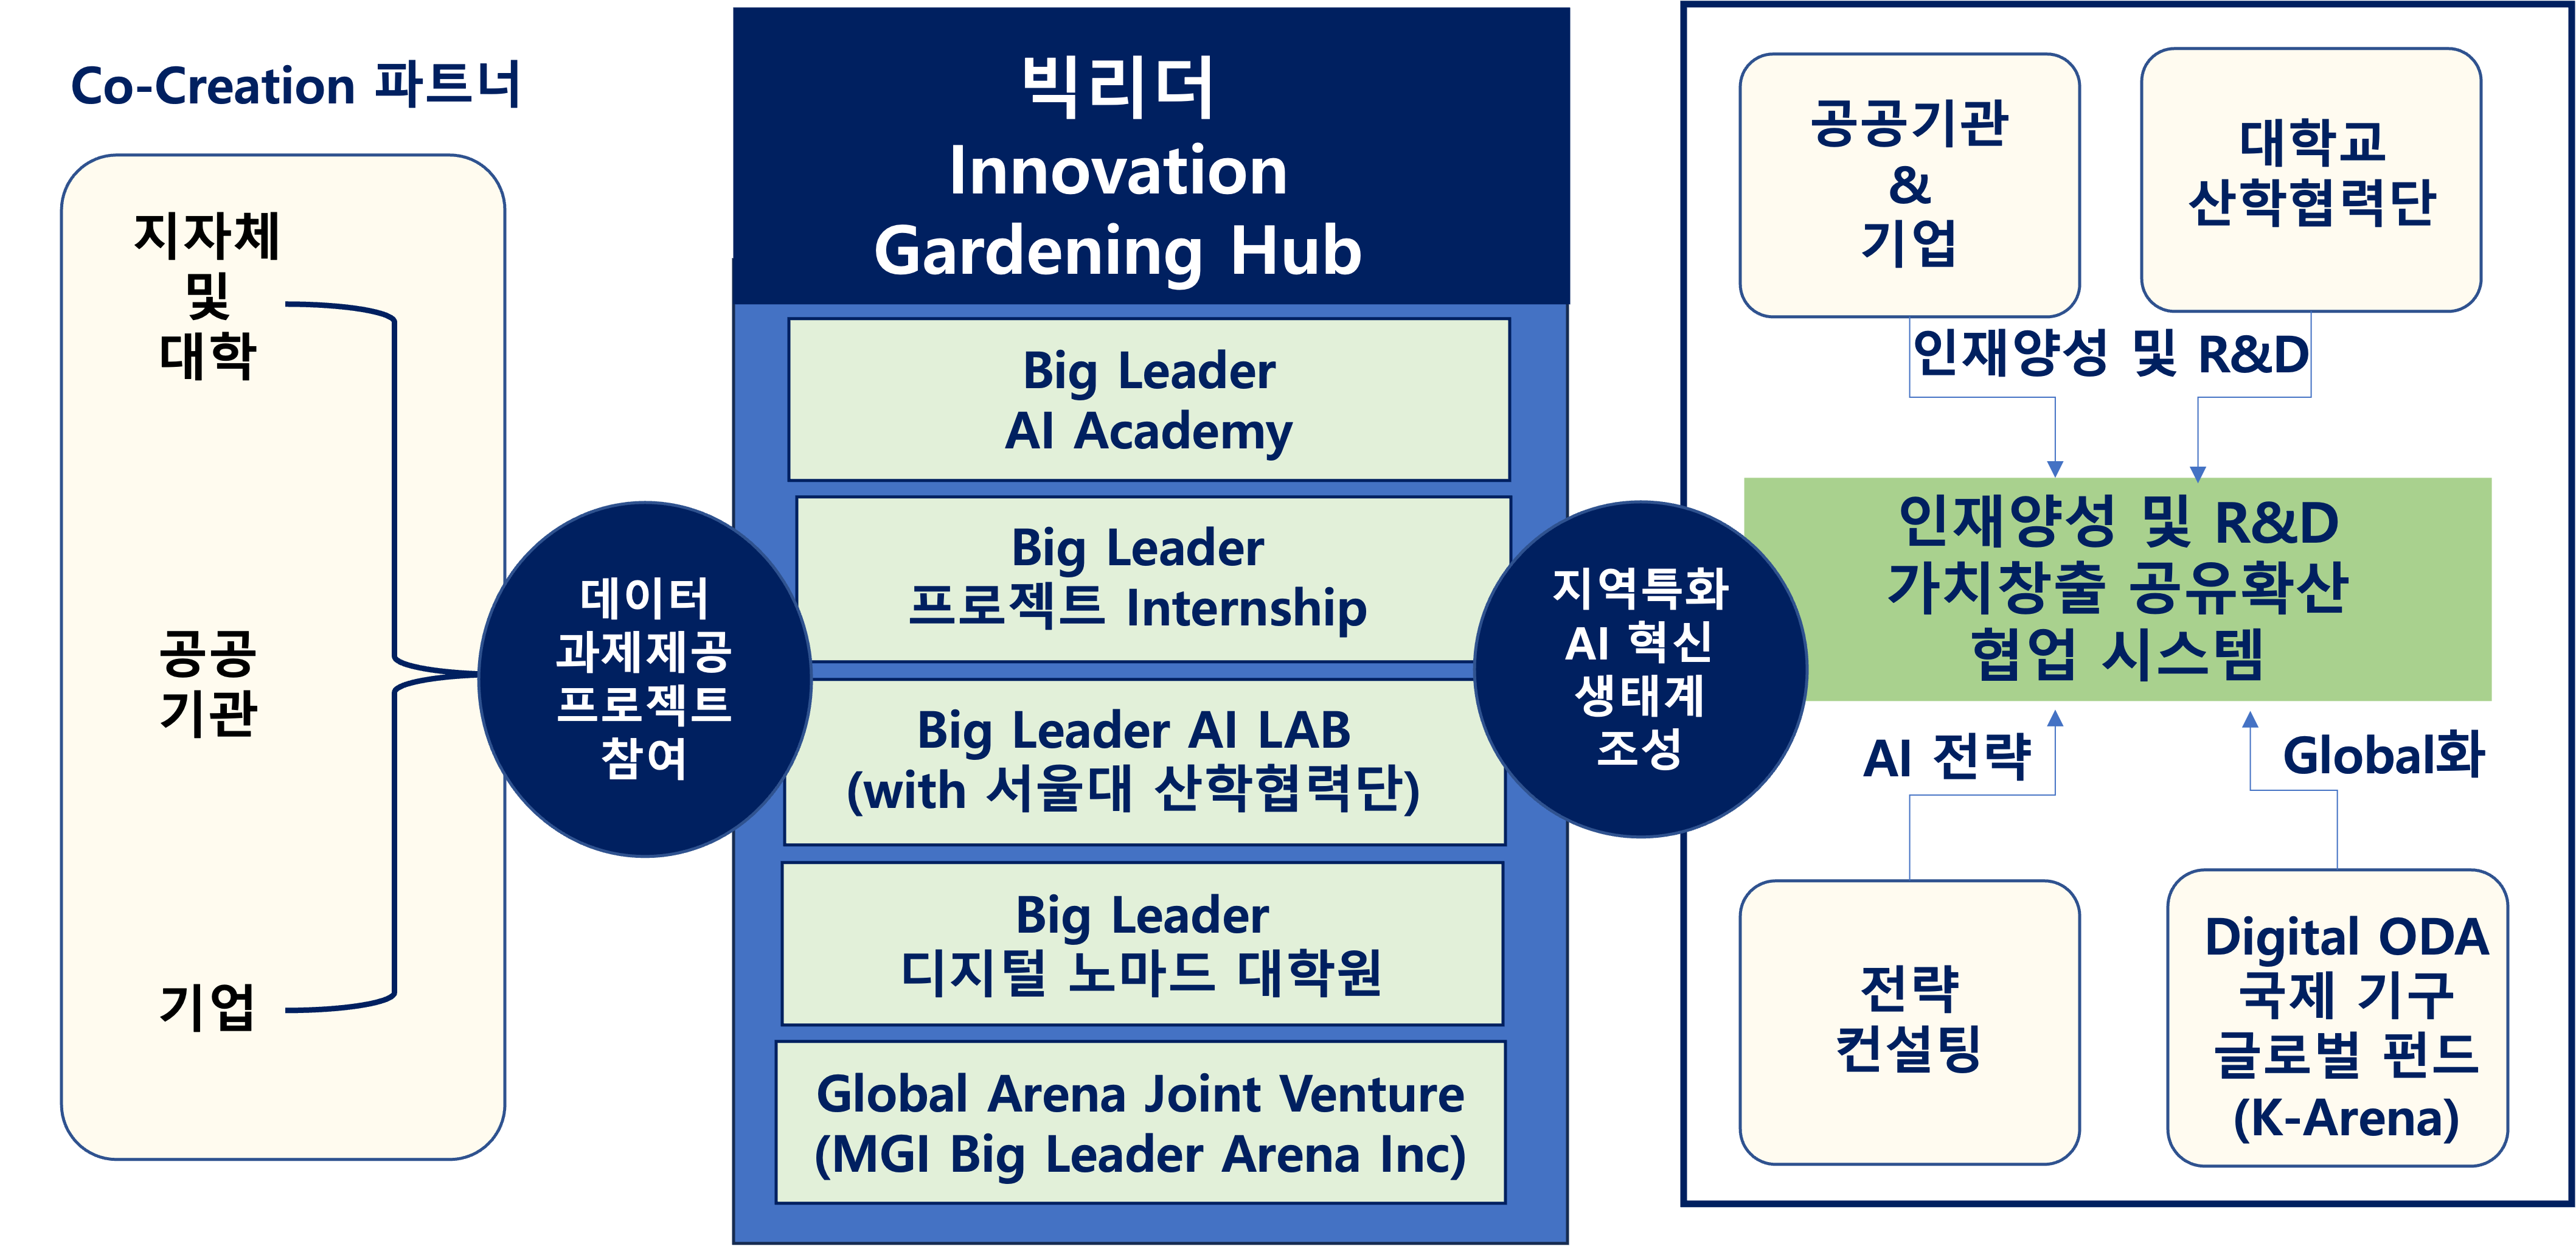 Co-Creation 파트너
지자체
및
대학
공공
기관
기업
데이터
과제제공
프로젝트
참여
빅리더
Innovation
Gardening Hub
Big Leader
AI Academy
Big Leader
프로젝트 Internship
Big Leader AI LAB
(with 서울대 산학협력단)
Big Leader
디지털 노마드 대학원
Global Arena Joint Venture
(MGI Big Leader Arena Inc)
지역특화
AI 혁신
생태계
조성
공공기관
&
기업
대학교
산학협력단
인재양성 및 R&D
인재양성 및 R&D
가치창출 공유확산
협업 시스템
AI 전략
Global화
전략
컨설팅
Digital ODA
국제 기구
글로벌 펀드
(K-Arena)